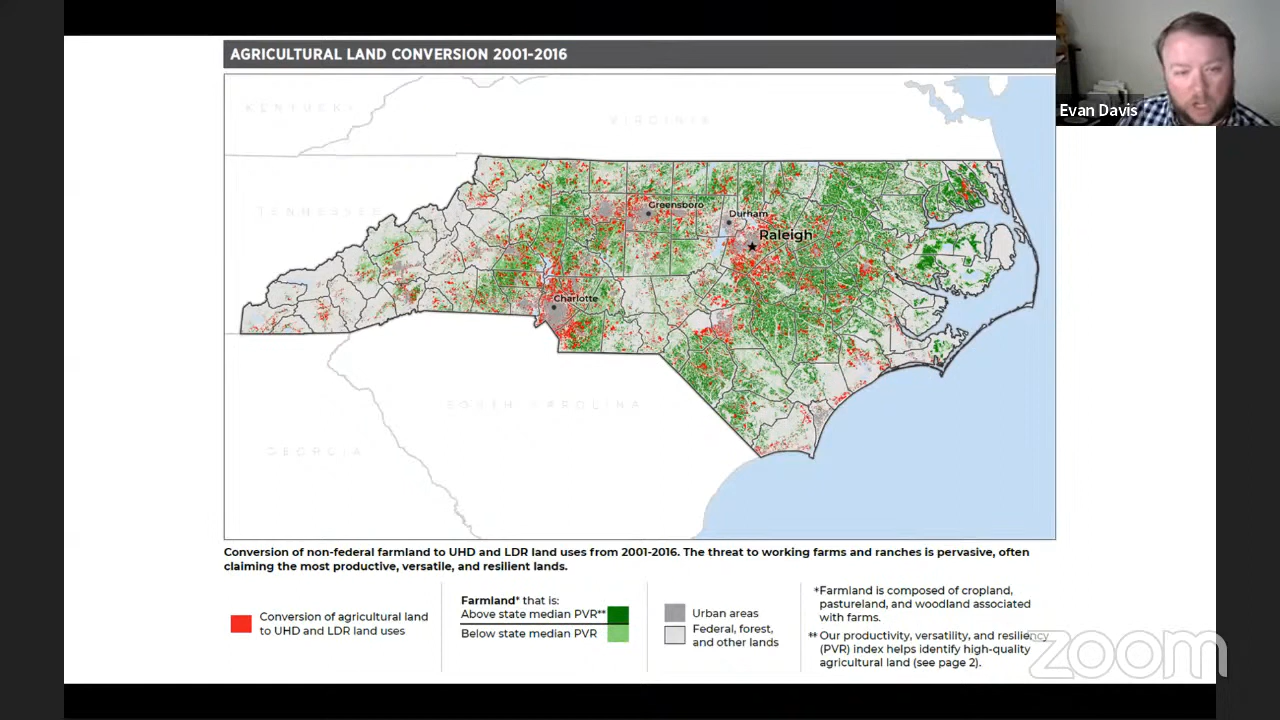 AGRICULTURAL LAND CONVERSION 2001-2016
Evan Davis
KENTUCKY
VIRGINIA
TENNESSEE
Greensboro
Durham
Raleigh
Charlotte
SOUTH CAROLINA
GEORGIA
Conversion of non-federal farmland to UHD and LDR land uses from 2001-2016. The threat to working farms and ranches is pervasive, often
claiming the most productive, versatile, and resilient lands.
Conversion of agricultural land
to UHD and LDR land uses
Farmland* that is:
Above state median PVR**
Below state median PVR
Urban areas
Federal, forest,
and other lands
*Farmland is composed of cropland,
pastureland, and woodland associated
with farms.
** Our productivity, versatility, and resiliency
(PVR) index helps identify high-quality
agricultural land (see page 2).
zoom